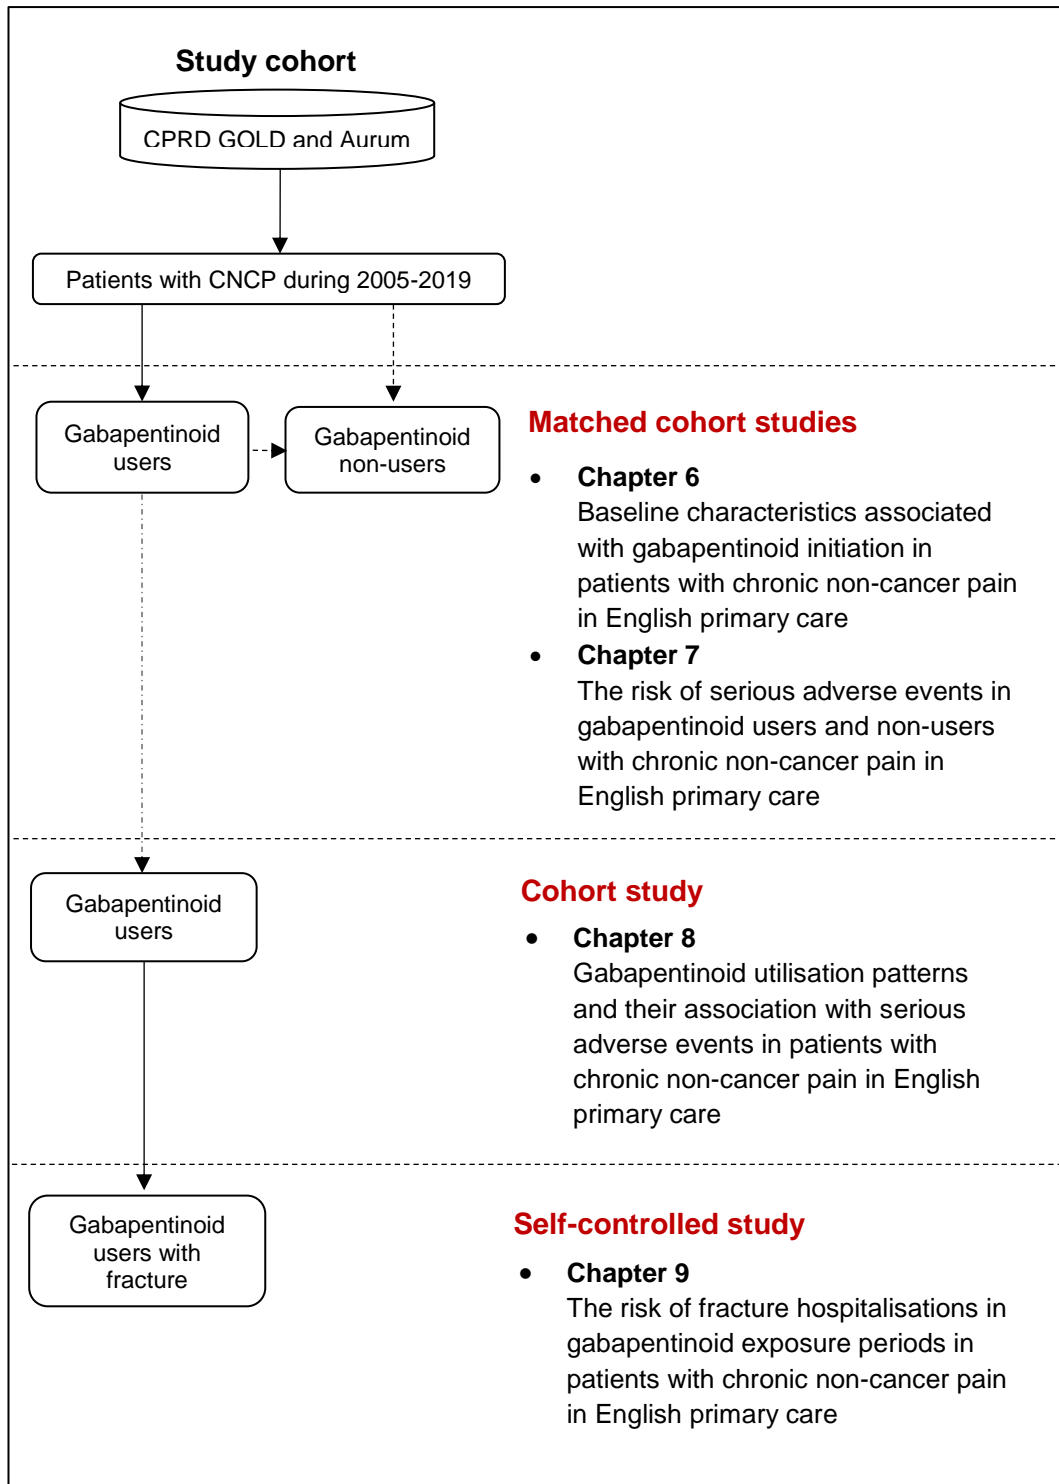 Study cohort
CPRD GOLD and Aurum
Patients with CNCP during 2005-2019
Gabapentinoid
users
Gabapentinoid
non-users
Matched cohort studies
• Chapter 6
Baseline characteristics associated
with gabapentinoid initiation in
patients with chronic non-cancer pain
in English primary care
• Chapter 7
The risk of serious adverse events in
gabapentinoid users and non-users
with chronic non-cancer pain in
English primary care
Gabapentinoid
users
Cohort study
• Chapter 8
Gabapentinoid utilisation patterns
and their association with serious
adverse events in patients with
chronic non-cancer pain in English
primary care
Gabapentinoid
users with
fracture
Self-controlled study
• Chapter 9
The risk of fracture hospitalisations in
gabapentinoid exposure periods in
patients with chronic non-cancer pain
in English primary care